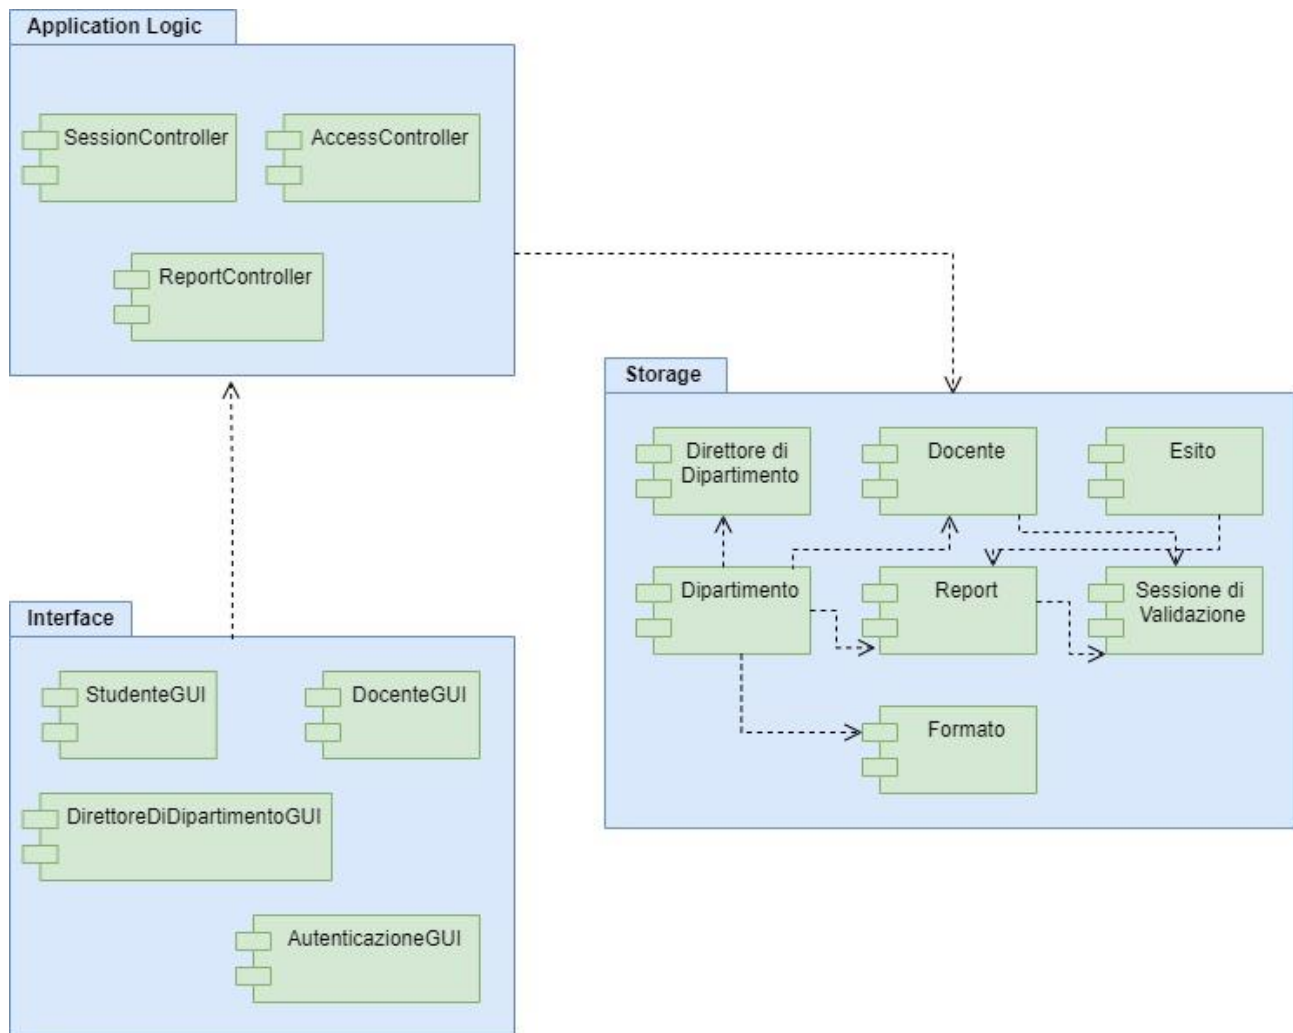 Application Logic
SessionController
AccessController
ReportController
Storage
Direttore di
Dipartimento
Docente
Esito
Dipartimento
Report
Sessione di
Validazione
Formato
Interface
StudenteGUI
DocenteGUI
DirettoreDiDipartimentoGUI
AutenticazioneGUI